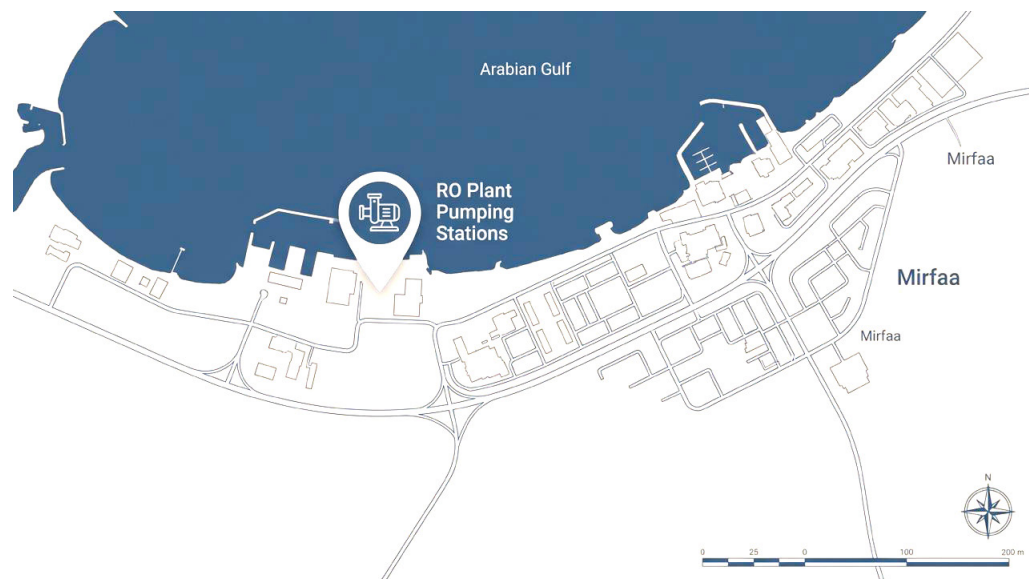 Arabian Gulf
Mirfaa
RO Plant
Pumping
Stations
Mirfaa
Mirfaa
N
0 25 0 100 200 m